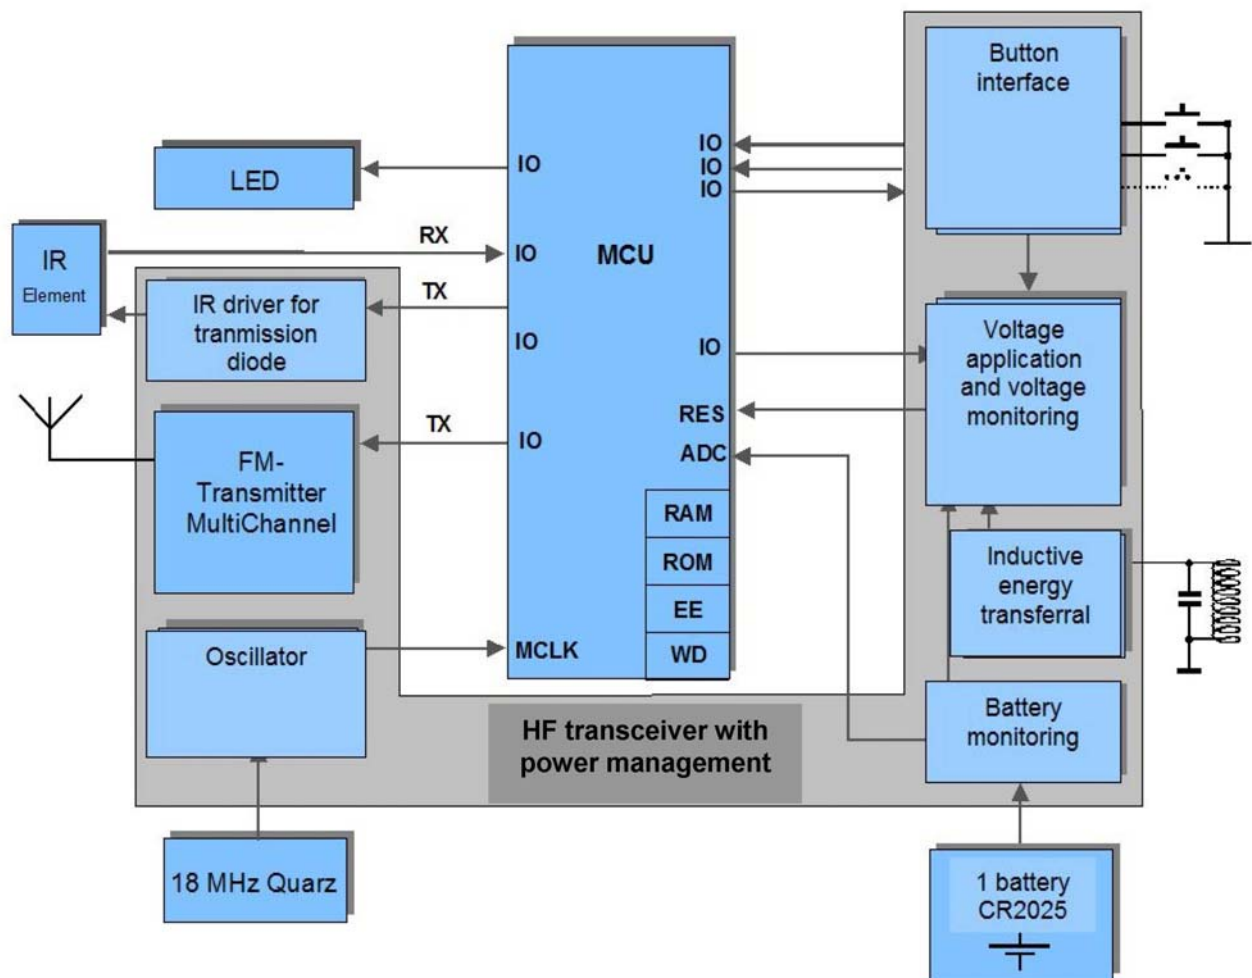 Button
interface
IO
IO
IO
IO
LED
RX
IO
MCU
IR
Element
TX
IR driver for
tranmission
diode
IO
IO
Voltage
application
and voltage
monitoring
RES
TX
IO
ADC
FM-
Transmitter
MultiChannel
RAM
ROM
EE
WD
Inductive
energy
transferral
Oscillator
MCLK
Battery
monitoring
HF transceiver with
power management
18 MHz Quarz
1 battery
CR2025